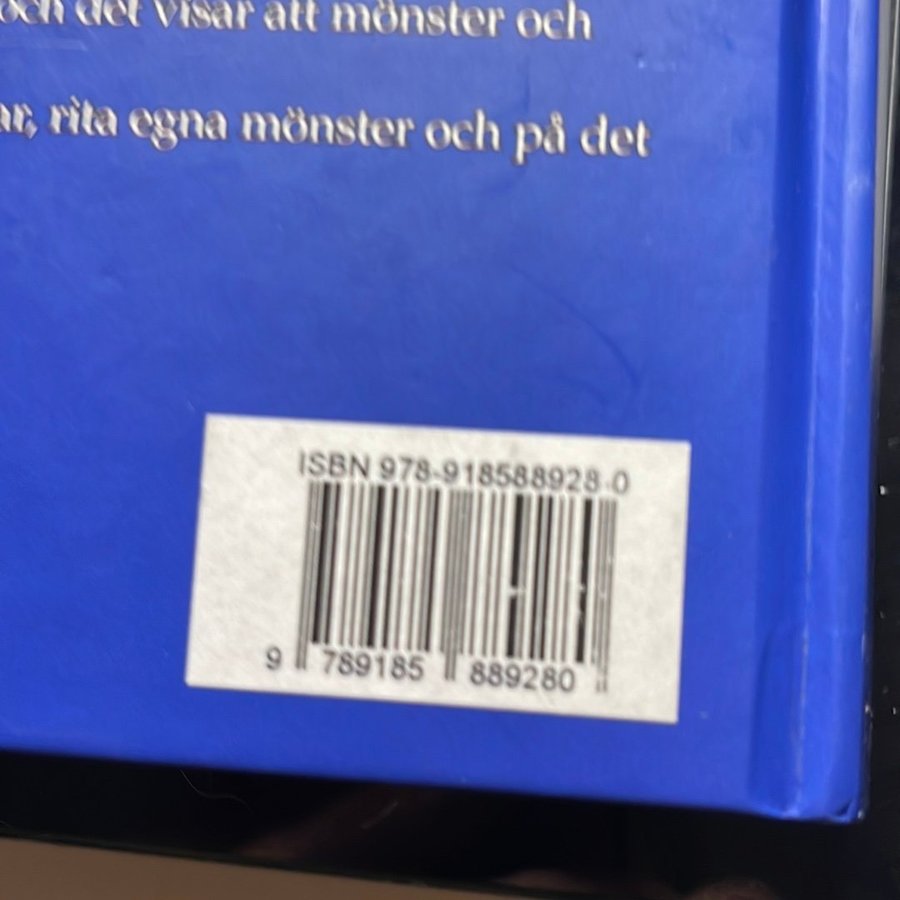 och det visar att mönster och
rita egna mönster och på det
ISBN 978-918588928-0
9 789185 889280